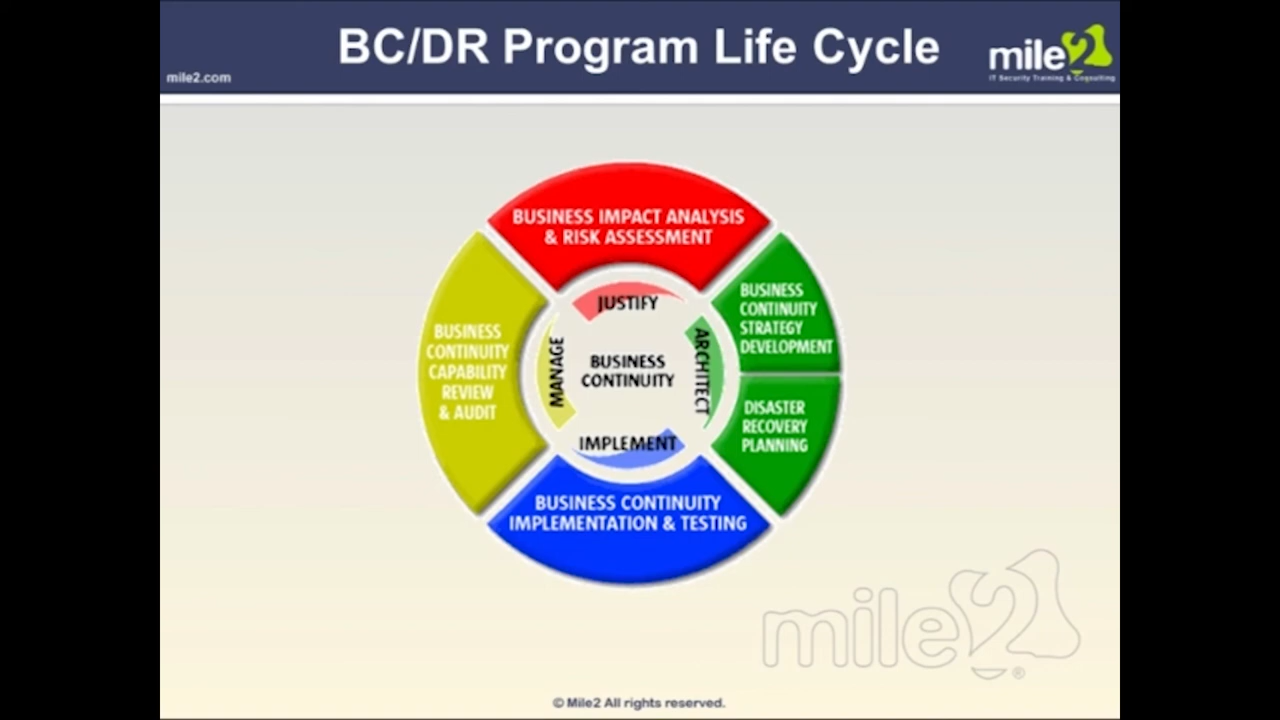 BC/DR Program Life Cycle
mile2
IT Security Training & Consulting
mile2.com
BUSINESS IMPACT ANALYSIS
& RISK ASSESSMENT
JUSTIFY
BUSINESS
CONTINUITY
STRATEGY
DEVELOPMENT
ARCHITECT
DISASTER
RECOVERY
PLANNING
BUSINESS
CONTINUITY
IMPLEMENT
BUSINESS CONTINUITY
IMPLEMENTATION & TESTING
MANAGE
BUSINESS
CONTINUITY
CAPABILITY
REVIEW
& AUDIT
mile2®
© Mile2 All rights reserved.